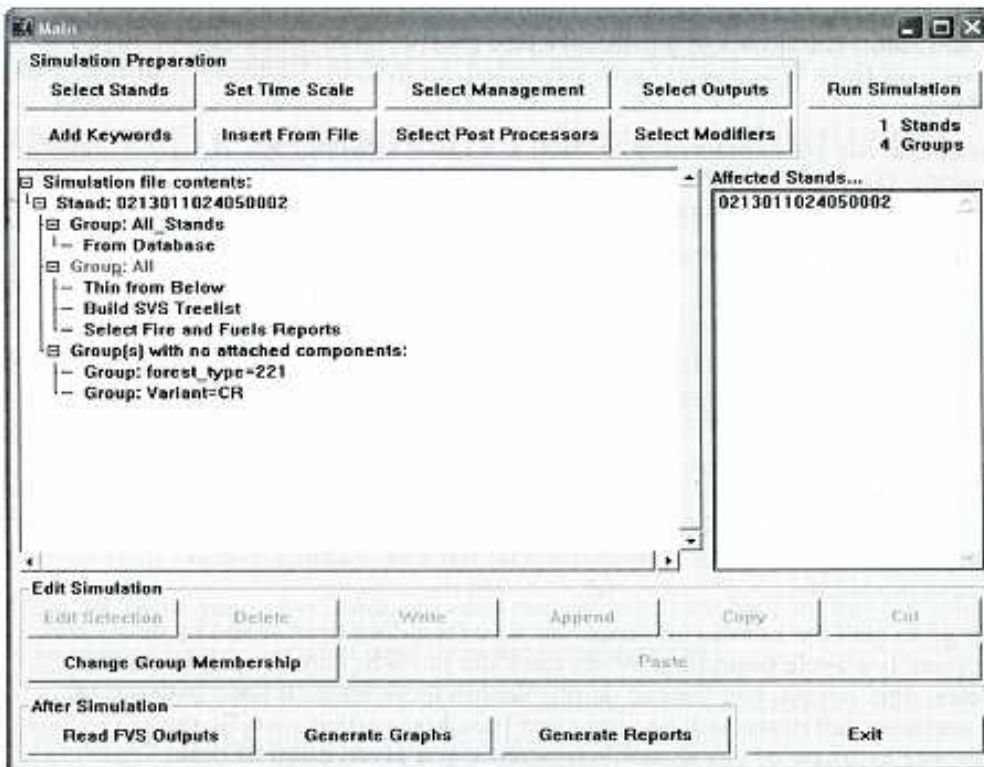 Main
Simulation Preparation
Select Stands
Set Time Scale
Select Management
Select Outputs
Run Simulation
Add Keywords
Insert From File
Select Post Processors
Select Modifiers
1 Stands
4 Groups
Simulation file contents:
Stand: 0213011024050002
Group: All_Stands
From Database
Group: All
Thin from Below
Build SVS Treelist
Select Fire and Fuels Reports
Group(s) with no attached components:
Group: forest_type=221
Group: Variant=CR
Affected Stands...
0213011024050002
Edit Simulation
Edit Selection
Delete
Write
Append
Copy
Cut
Change Group Membership
Paste
After Simulation
Read FVS Outputs
Generate Graphs
Generate Reports
Exit